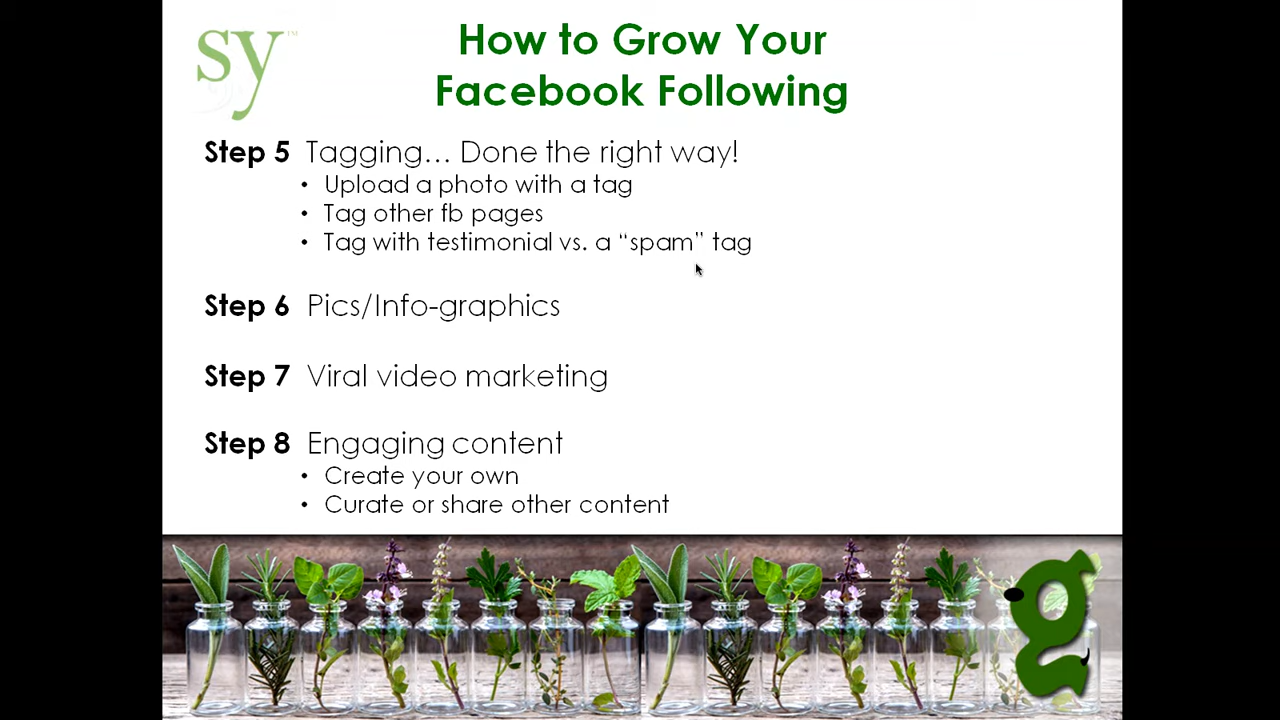 sy™
How to Grow Your
Facebook Following
Step 5 Tagging... Done the right way!
• Upload a photo with a tag
• Tag other fb pages
• Tag with testimonial vs. a “spam” tag
Step 6 Pics/Info-graphics
Step 7 Viral video marketing
Step 8 Engaging content
• Create your own
• Curate or share other content
g